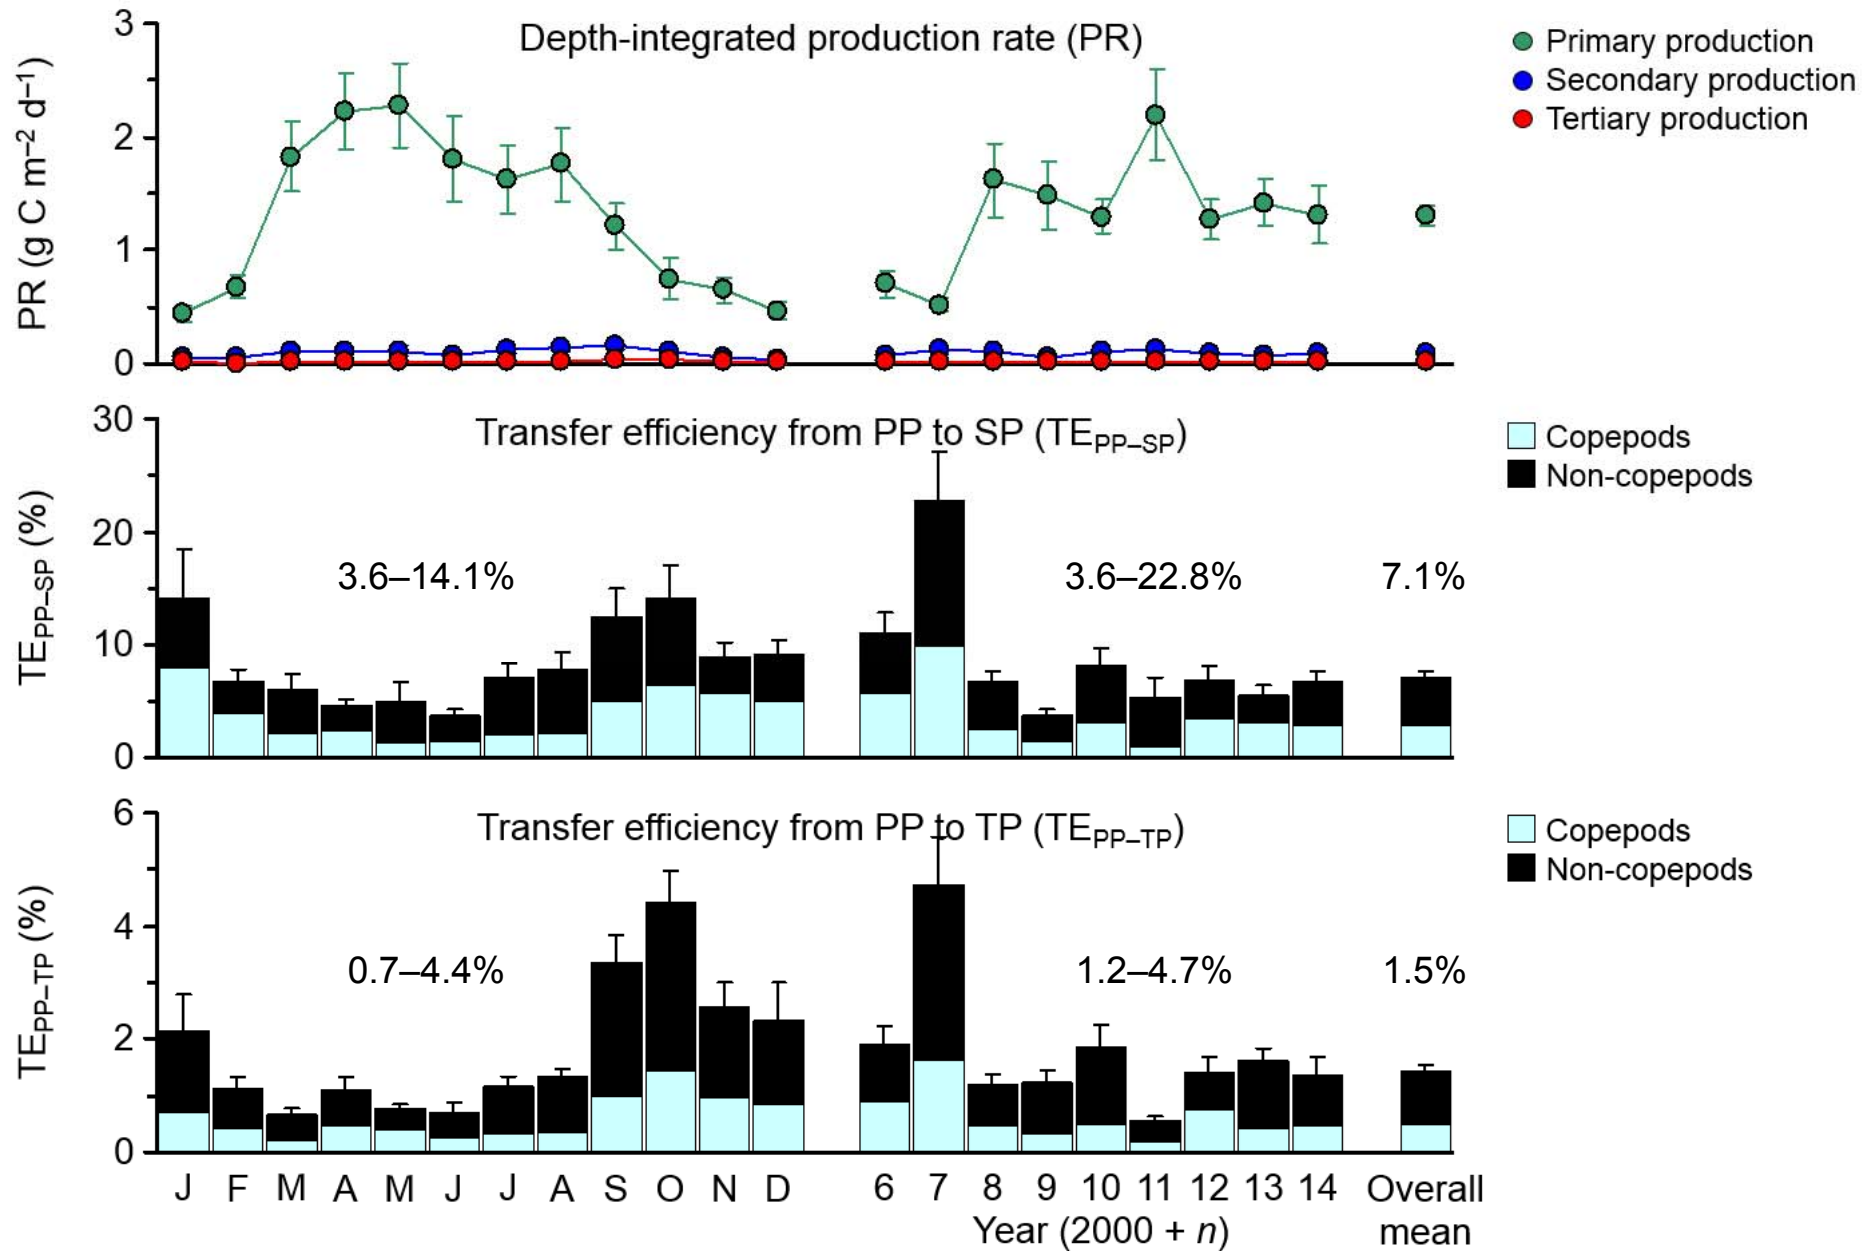 Depth-integrated production rate (PR)
PR (g C m–2 d–1)
3
2
1
0
Primary production
Secondary production
Tertiary production
Transfer efficiency from PP to SP (TEPP–SP)
TEPP–SP (%)
30
20
10
0
3.6–14.1%
3.6–22.8%
7.1%
Copepods
Non-copepods
Transfer efficiency from PP to TP (TEPP–TP)
TEPP–TP (%)
6
4
2
0
0.7–4.4%
1.2–4.7%
1.5%
Copepods
Non-copepods
J F M A M J J A S O N D 6 7 8 9 10 11 12 13 14 Overall
Year (2000 + n) mean